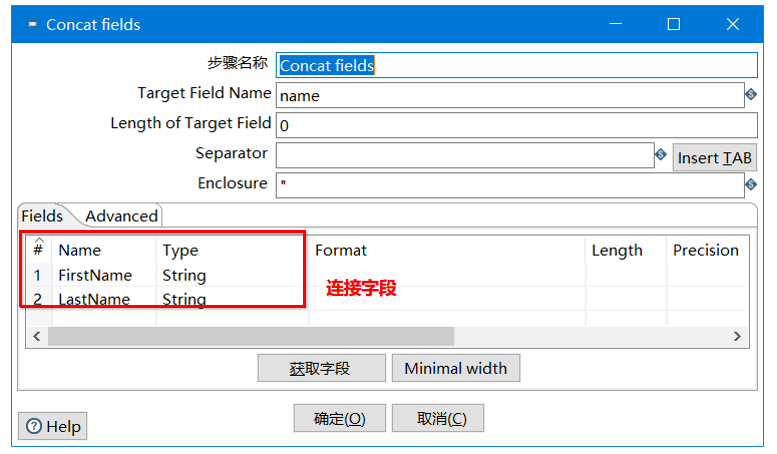 Concat fields
步骤名称 Concat fields
Target Field Name name
Length of Target Field 0
Separator Insert TAB
Enclosure "
Fields Advanced
# Name Type Format Length Precision
1 FirstName String
2 LastName String
连接字段
获取字段 Minimal width
Help 确定(O) 取消(C)